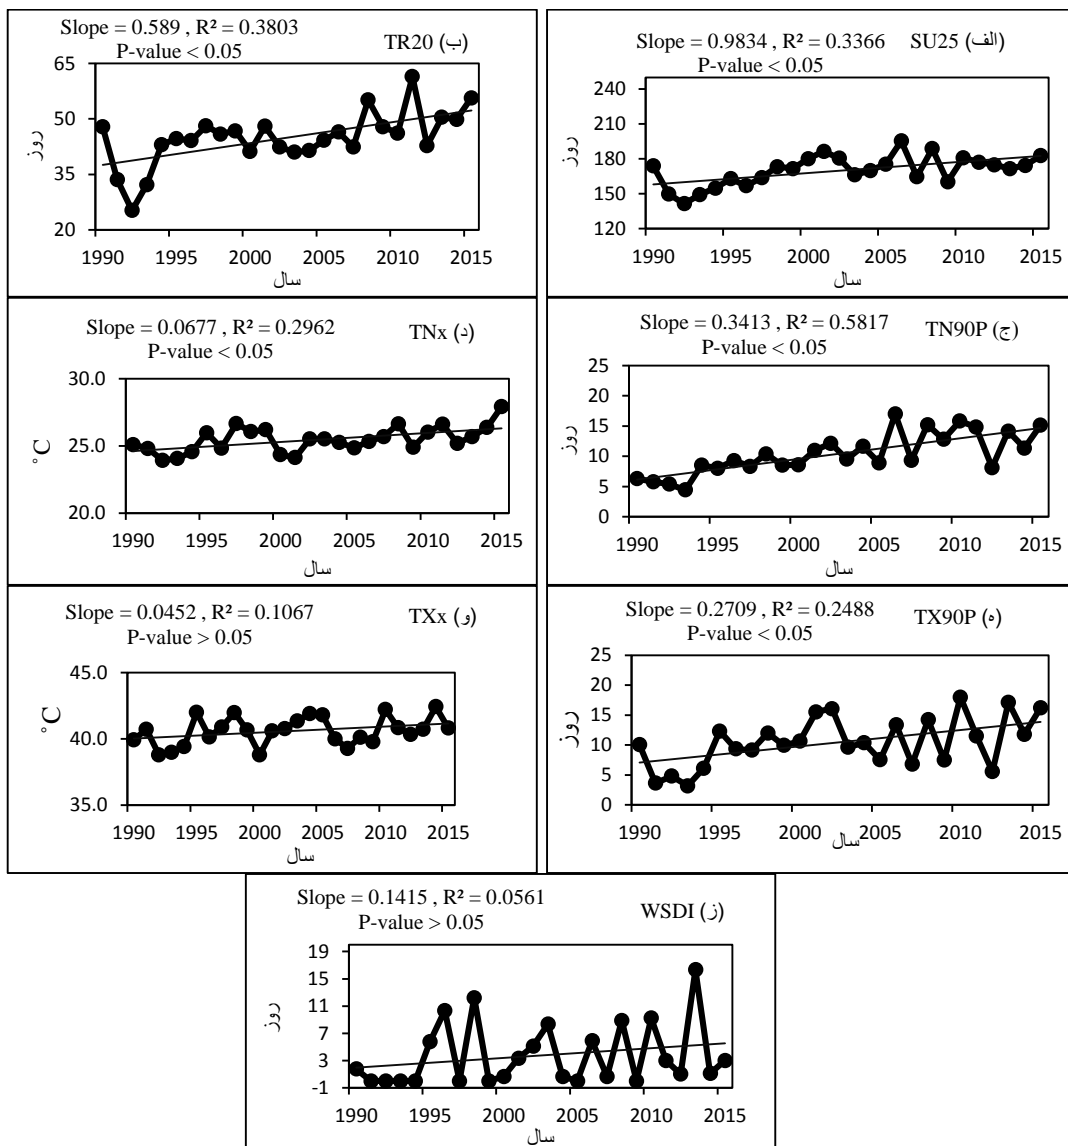 Slope = 0.9834 , R² = 0.3366
P-value < 0.05
SU25 (الف)
240
210
180
150
120
روز
1990 1995 2000 2005 2010 2015
سال
Slope = 0.589 , R² = 0.3803
P-value < 0.05
TR20 (ب)
65
50
35
20
روز
1990 1995 2000 2005 2010 2015
سال
Slope = 0.3413 , R² = 0.5817
P-value < 0.05
TN90P (ج)
25
20
15
10
5
0
روز
1990 1995 2000 2005 2010 2015
سال
Slope = 0.0677 , R² = 0.2962
P-value < 0.05
TNx (د)
30.0
25.0
20.0
°C
1990 1995 2000 2005 2010 2015
سال
Slope = 0.2709 , R² = 0.2488
P-value < 0.05
TX90P (ه)
25
20
15
10
5
0
روز
1990 1995 2000 2005 2010 2015
سال
Slope = 0.0452 , R² = 0.1067
P-value > 0.05
TXx (و)
45.0
40.0
35.0
°C
1990 1995 2000 2005 2010 2015
سال
Slope = 0.1415 , R² = 0.0561
P-value > 0.05
WSDI (ز)
19
15
11
7
3
-1
روز
1990 1995 2000 2005 2010 2015
سال